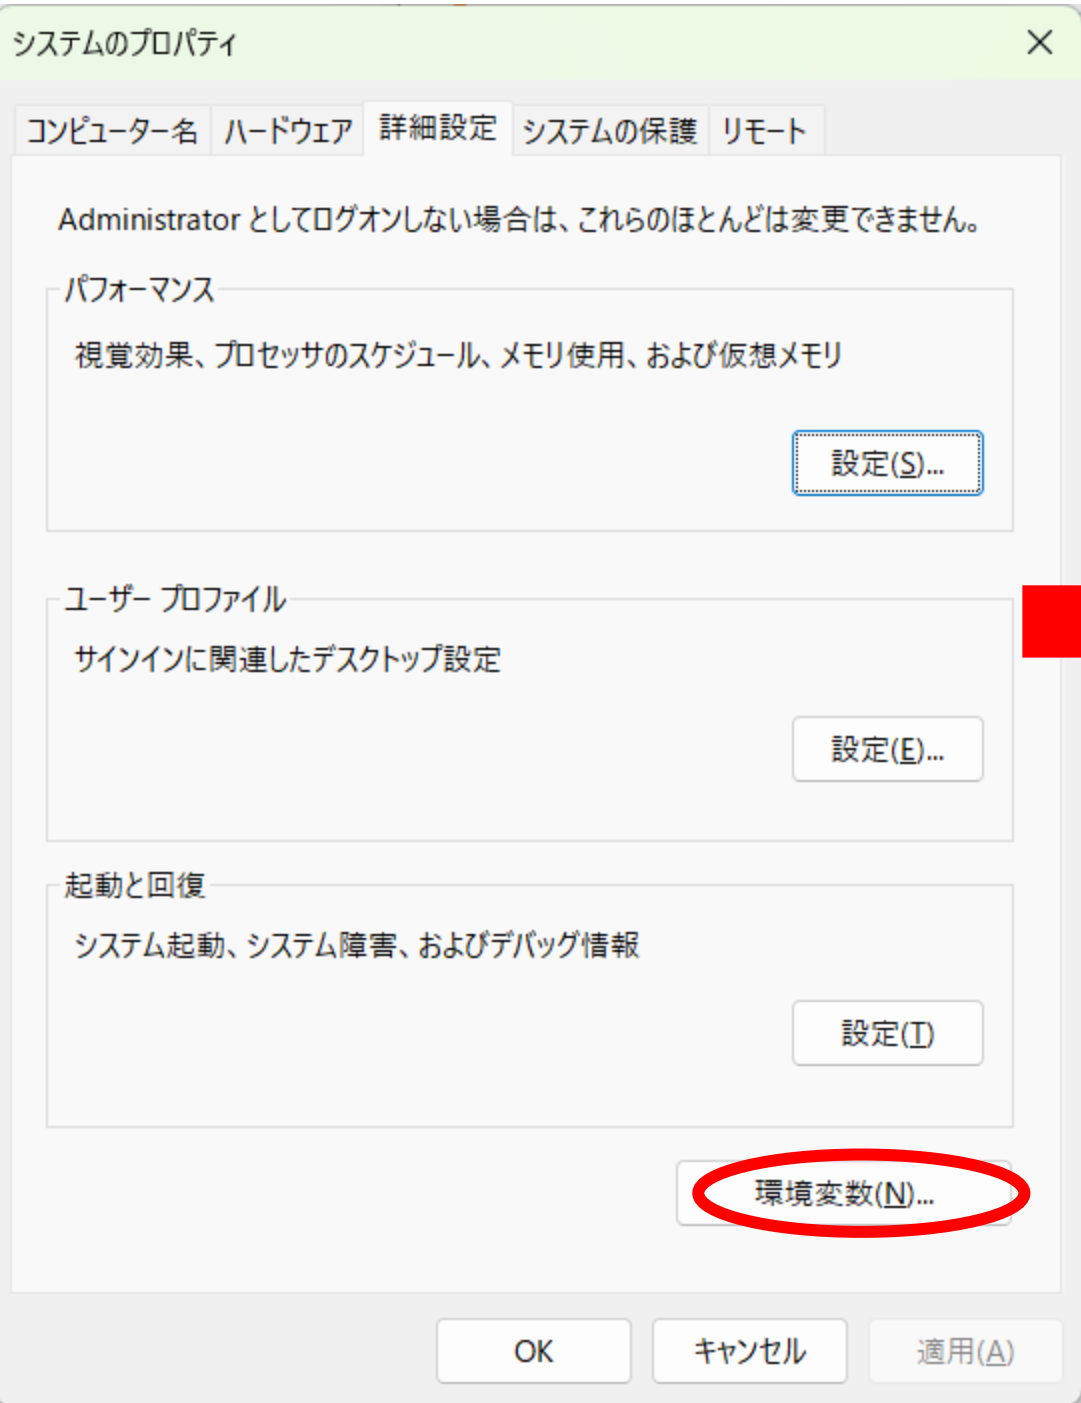 システムのプロパティ
コンピューター名 ハードウェア 詳細設定 システムの保護 リモート
Administrator としてログオンしない場合は、これらのほとんどは変更できません。
パフォーマンス
視覚効果、プロセッサのスケジュール、メモリ使用、および仮想メモリ
設定(S)...
ユーザー プロファイル
サインインに関連したデスクトップ設定
設定(E)...
起動と回復
システム起動、システム障害、およびデバッグ情報
設定(T)
環境変数(N)...
OK キャンセル 適用(A)